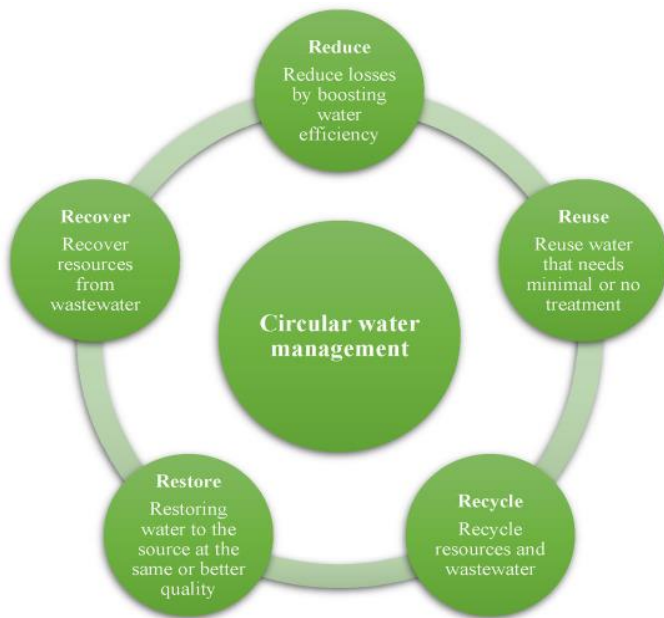 Reduce
Reduce losses
by boosting
water
efficiency
Reuse
Reuse water
that needs
minimal or no
treatment
Recycle
Recycle
resources and
wastewater
Restore
Restoring
water to the
source at the
same or better
quality
Recover
Recover
resources
from
wastewater
Circular water
management